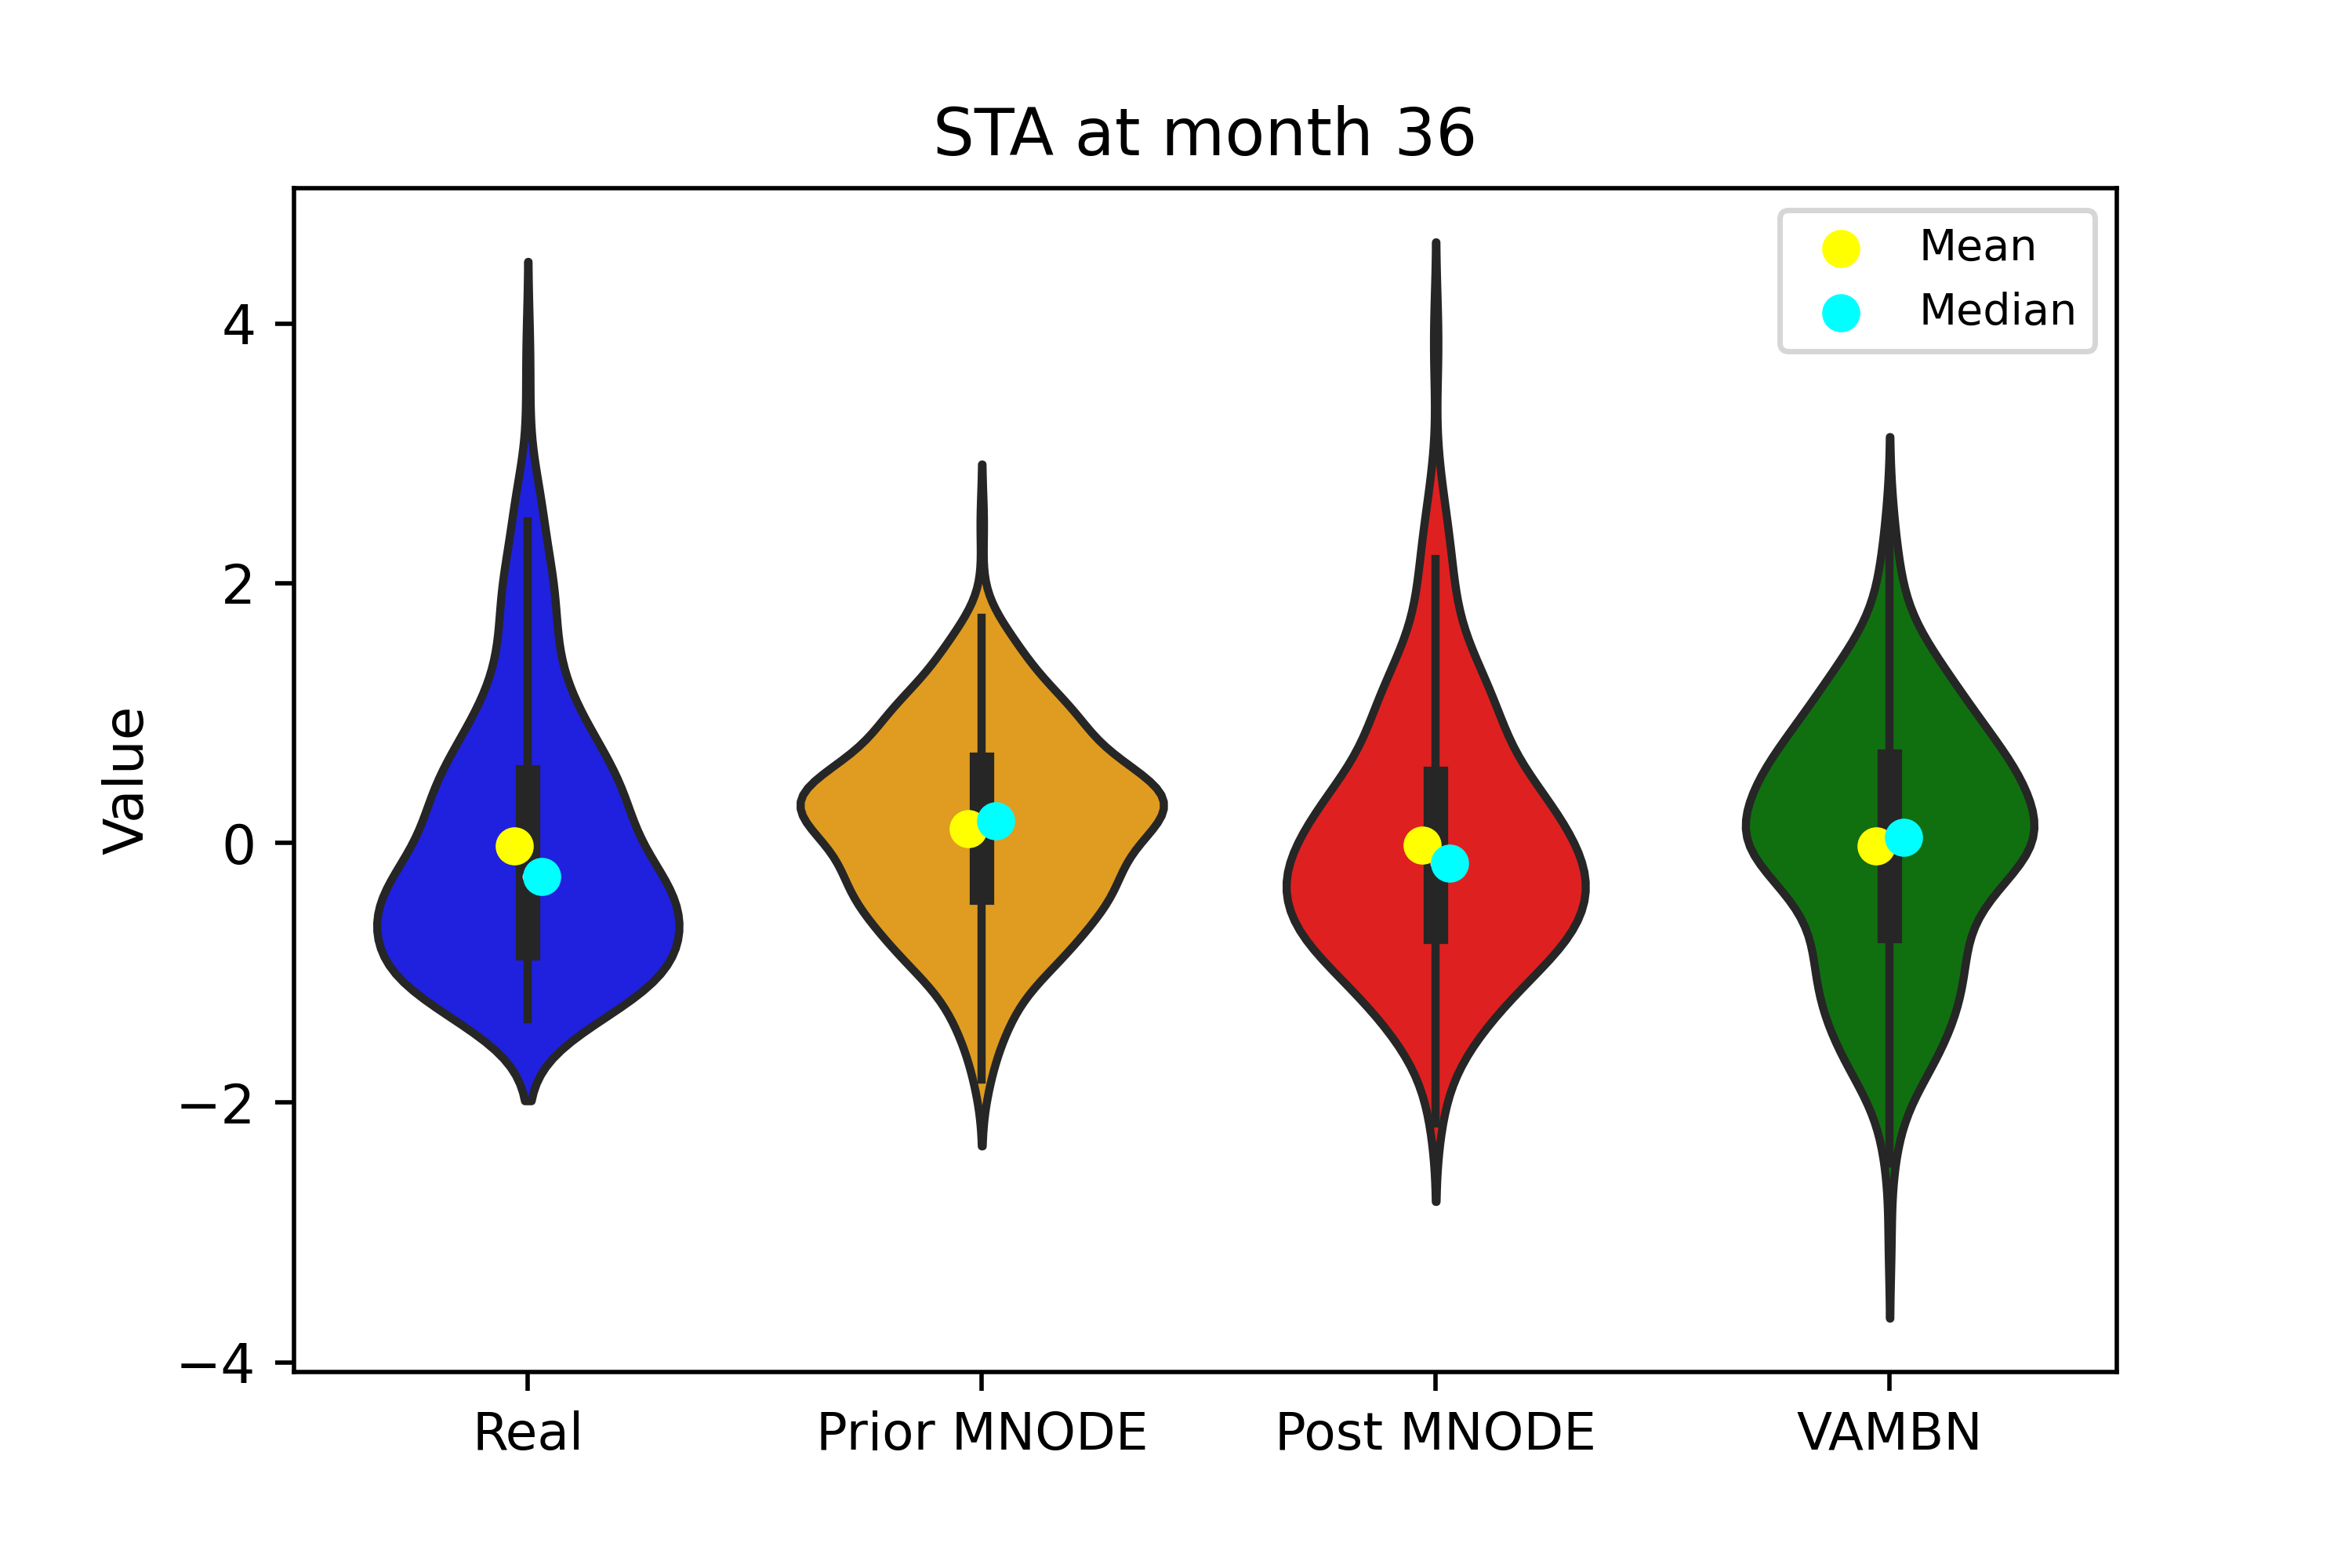 STA at month 36
Mean
Median
4
2
0
−2
−4
Value
Real
Prior MNODE
Post MNODE
VAMBN